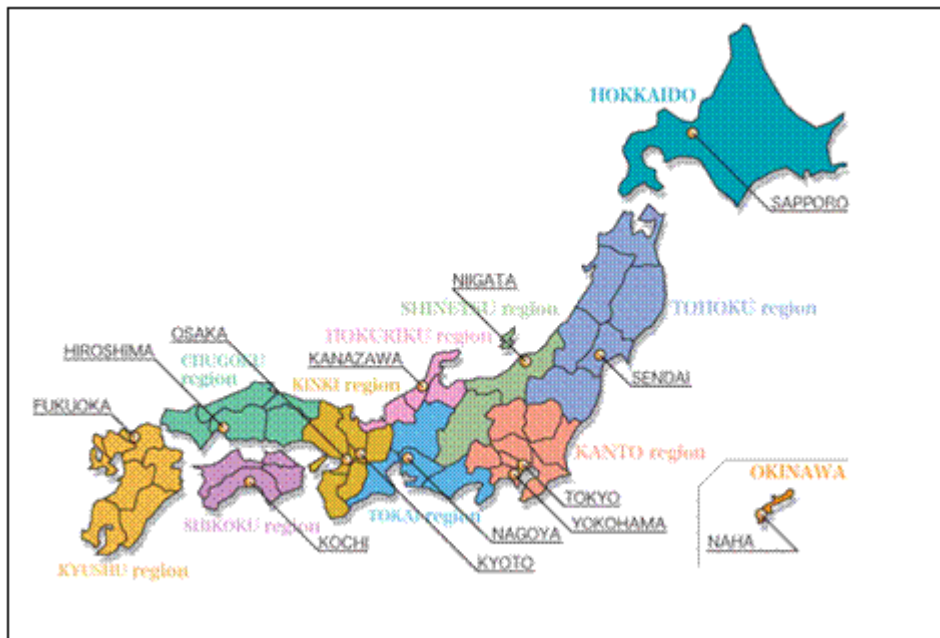 HOKKAIDO
SAPPORO
NIIGATA
SHINETSU region
TOHOKU region
OSAKA
HOKURIKU region
HIROSHIMA
CHUGOKU
region
KANAZAWA
KINKI region
SENDAI
FUKUOKA
KANTO region
OKINAWA
TOKYO
SHIKOKU region
TOKAI region
YOKOHAMA
NAGOYA
KOCHI
NAHA
KYOTO
KYUSHU region